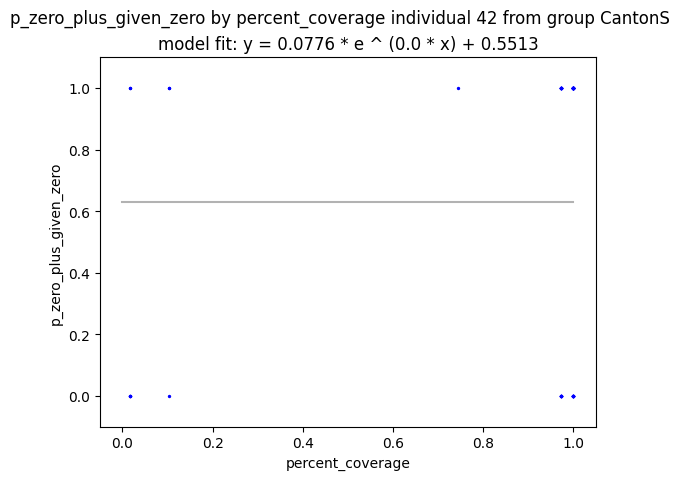 p_zero_plus_given_zero by percent_coverage individual 42 from group CantonS
model fit: y = 0.0776 * e ^ (0.0 * x) + 0.5513
1.0
0.8
0.6
0.4
0.2
0.0
p_zero_plus_given_zero
0.0 0.2 0.4 0.6 0.8 1.0
percent_coverage